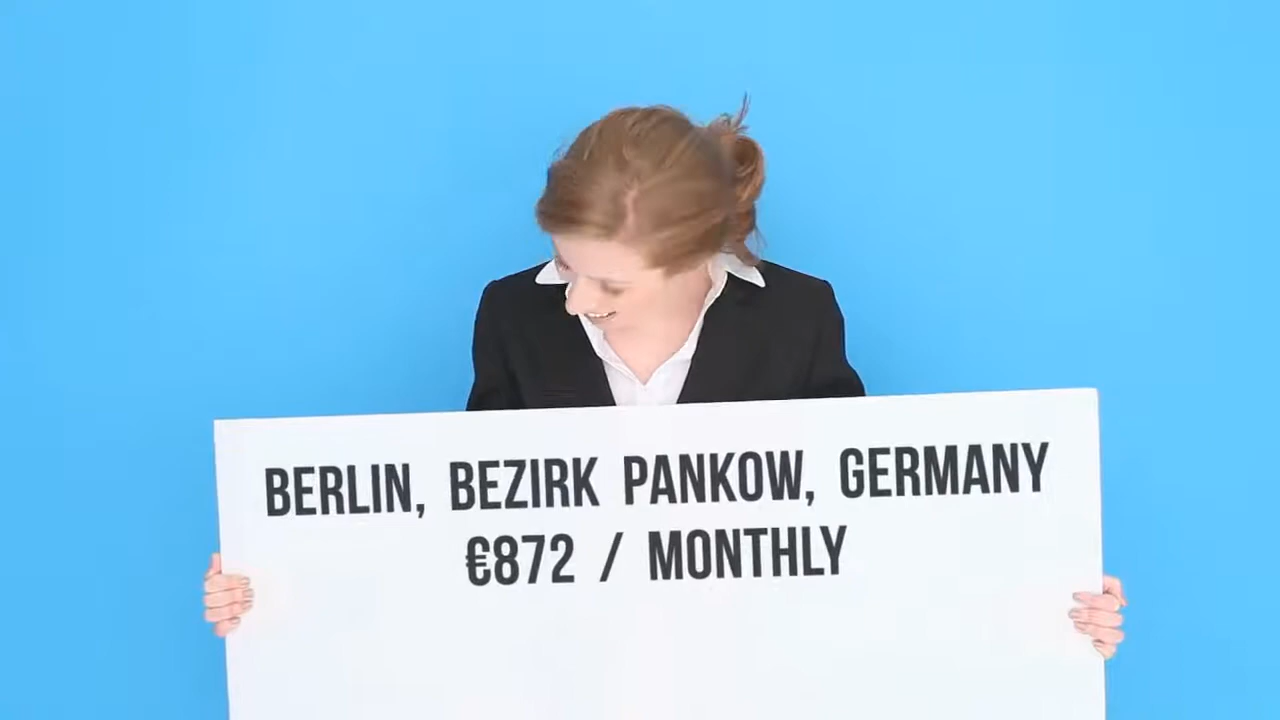 BERLIN, BEZIRK PANKOW, GERMANY
€872 / MONTHLY